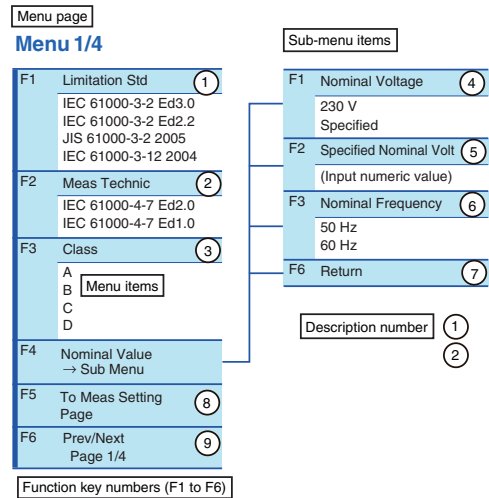 Menu page
Menu 1/4
F1 Limitation Std 1
IEC 61000-3-2 Ed3.0
IEC 61000-3-2 Ed2.2
JIS 61000-3-2 2005
IEC 61000-3-12 2004
F2 Meas Technic 2
IEC 61000-4-7 Ed2.0
IEC 61000-4-7 Ed1.0
F3 Class 3
A
B Menu items
C
D
F4 Nominal Value
→ Sub Menu
F5 To Meas Setting
Page 8
F6 Prev/Next
Page 1/4 9
Function key numbers (F1 to F6)
Sub-menu items
F1 Nominal Voltage 4
230 V
Specified
F2 Specified Nominal Volt 5
(Input numeric value)
F3 Nominal Frequency 6
50 Hz
60 Hz
F6 Return 7
Description number 1
2